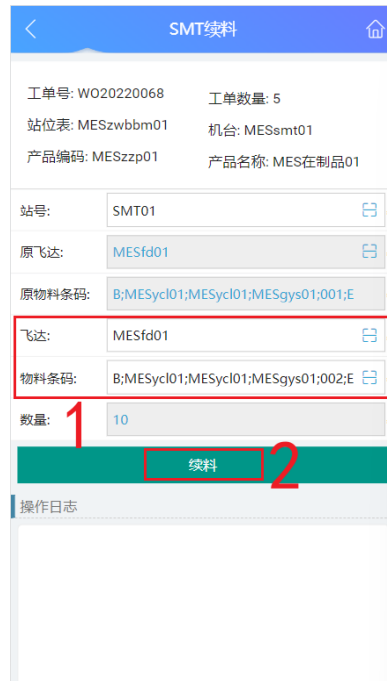 SMT续料
工单号: WO20220068
工单数量: 5
站位表: MESzwbbm01
机台: MESsmt01
产品编码: MESzzp01
产品名称: MES在制品01
站号: SMT01
原飞达: MESfd01
原物料条码: B;MESycl01;MESycl01;MESgys01;001;E
飞达: MESfd01
物料条码: B;MESycl01;MESycl01;MESgys01;002;E
1
数量: 10
续料
2
操作日志